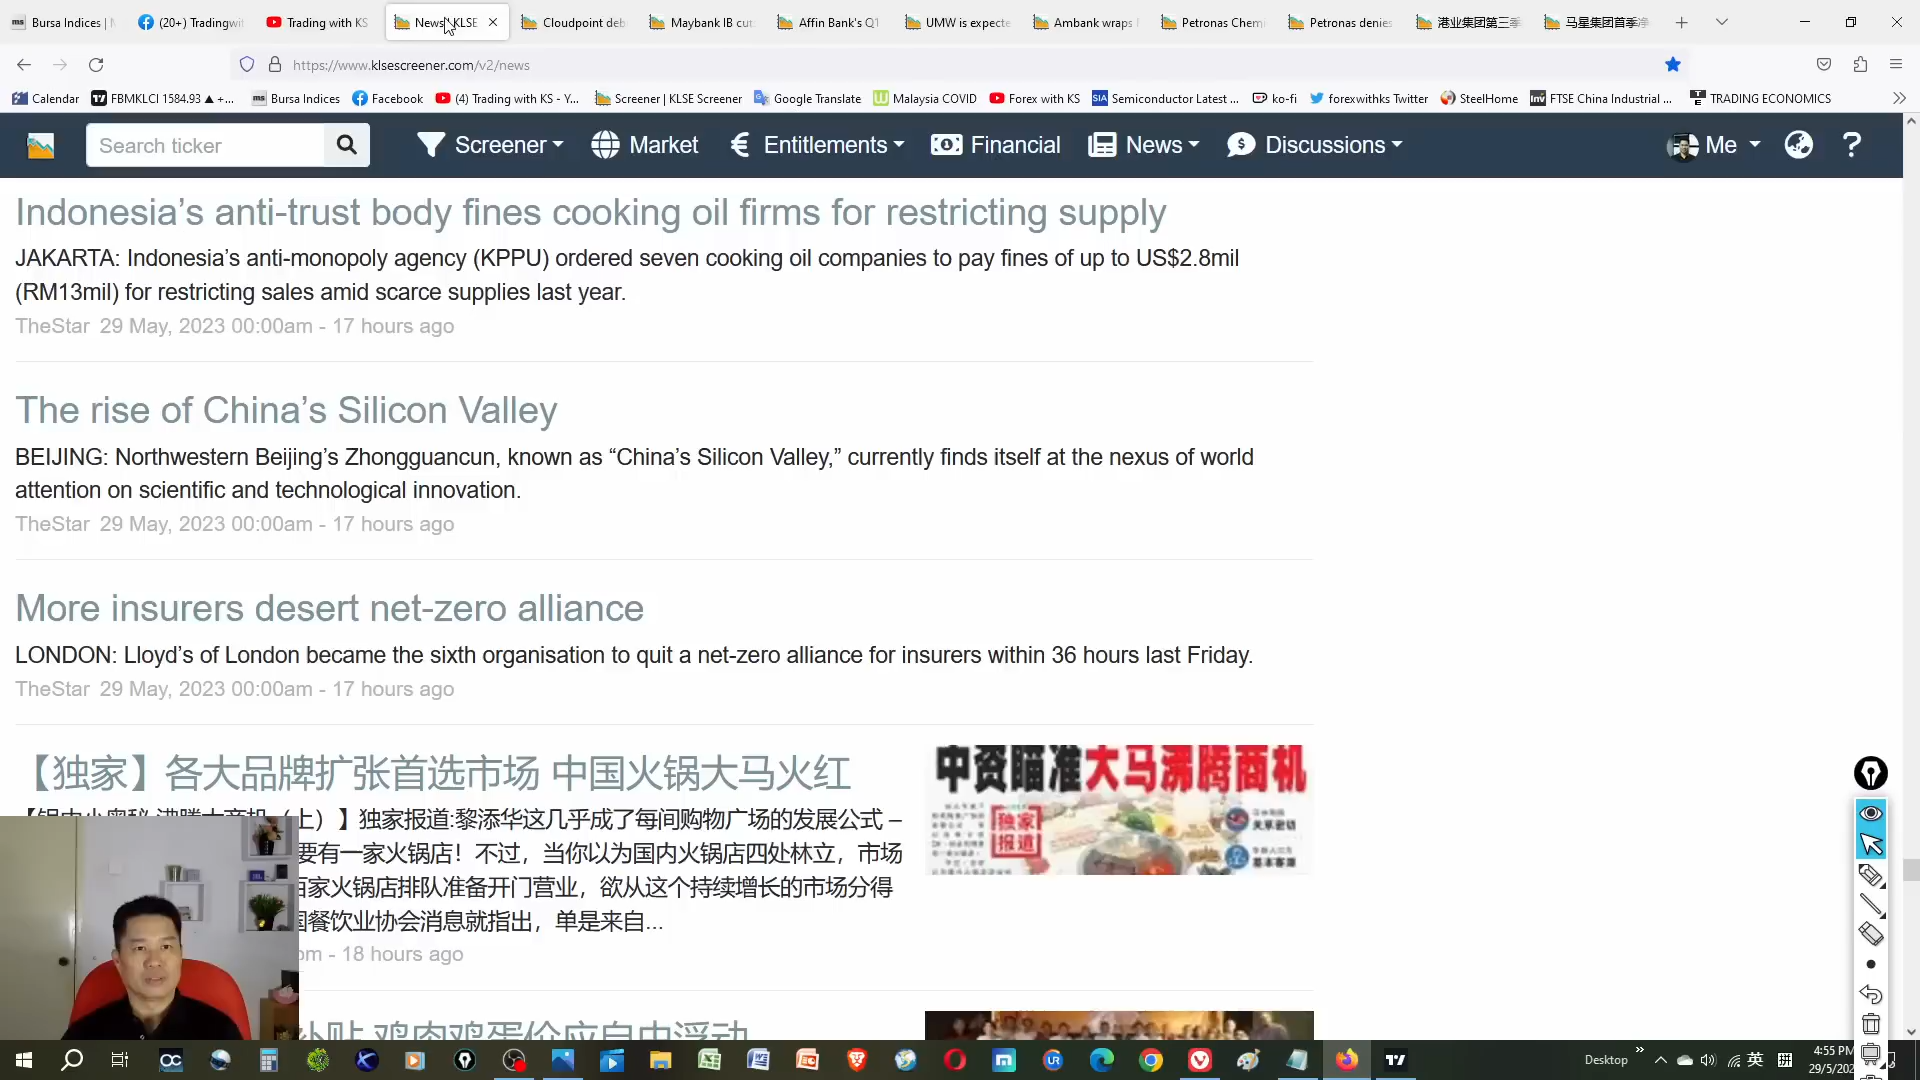 Bursa Indices |
(20+) Tradingwi
Trading with KS
News | KLSE
Cloudpoint deb
Maybank IB cut
Affin Bank's Q1
UMW is expecte
Ambank wraps
Petronas Chem
Petronas denies
港业集团第三季
马星集团首季净
https://www.klsescreener.com/v2/news
Calendar
FBMKLCI 1584.93 ▲ +...
Bursa Indices
Facebook
(4) Trading with KS - Y...
Screener | KLSE Screener
Google Translate
Malaysia COVID
Forex with KS
Semiconductor Latest ...
ko-fi
forexwithks Twitter
SteelHome
FTSE China Industrial ...
TRADING ECONOMICS
Search ticker
Screener
Market
Entitlements
Financial
News
Discussions
Me
Indonesia’s anti-trust body fines cooking oil firms for restricting supply
JAKARTA: Indonesia’s anti-monopoly agency (KPPU) ordered seven cooking oil companies to pay fines of up to US$2.8mil
(RM13mil) for restricting sales amid scarce supplies last year.
TheStar 29 May, 2023 00:00am - 17 hours ago
The rise of China’s Silicon Valley
BEIJING: Northwestern Beijing’s Zhongguancun, known as “China’s Silicon Valley,” currently finds itself at the nexus of world
attention on scientific and technological innovation.
TheStar 29 May, 2023 00:00am - 17 hours ago
More insurers desert net-zero alliance
LONDON: Lloyd’s of London became the sixth organisation to quit a net-zero alliance for insurers within 36 hours last Friday.
TheStar 29 May, 2023 00:00am - 17 hours ago
【独家】各大品牌扩张首选市场 中国火锅大马火红
中资瞄准大马沸腾商机
独家
报道
上）】独家报道:黎添华这几乎成了每间购物广场的发展公式 –
要有一家火锅店！不过，当你以为国内火锅店四处林立，市场
百家火锅店排队准备开门营业，欲从这个持续增长的市场分得
国餐饮业协会消息就指出，单是来自...
pm - 18 hours ago
补贴 鸡肉鸡蛋价应自由浮动
Desktop
英
4:55 PM
29/5/202